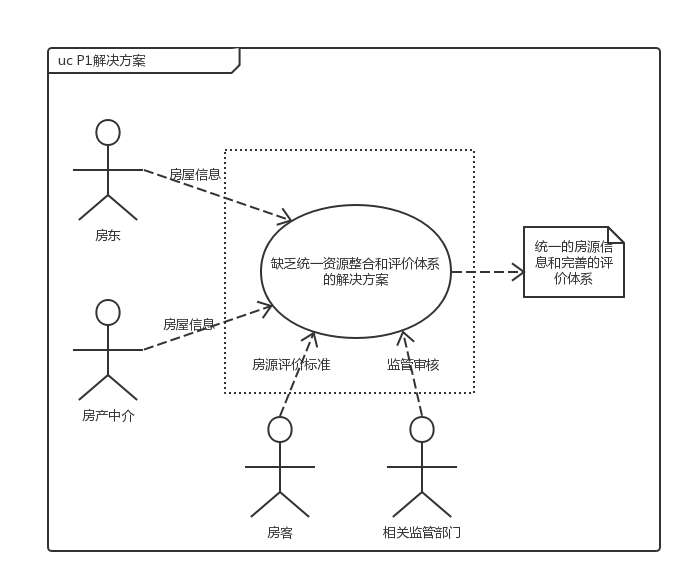 uc P1解决方案
房屋信息
房东
缺乏统一资源整合和评价体系
的解决方案
统一的房源信
息和完善的评
价体系
房屋信息
房源评价标准
监管审核
房产中介
房客
相关监管部门